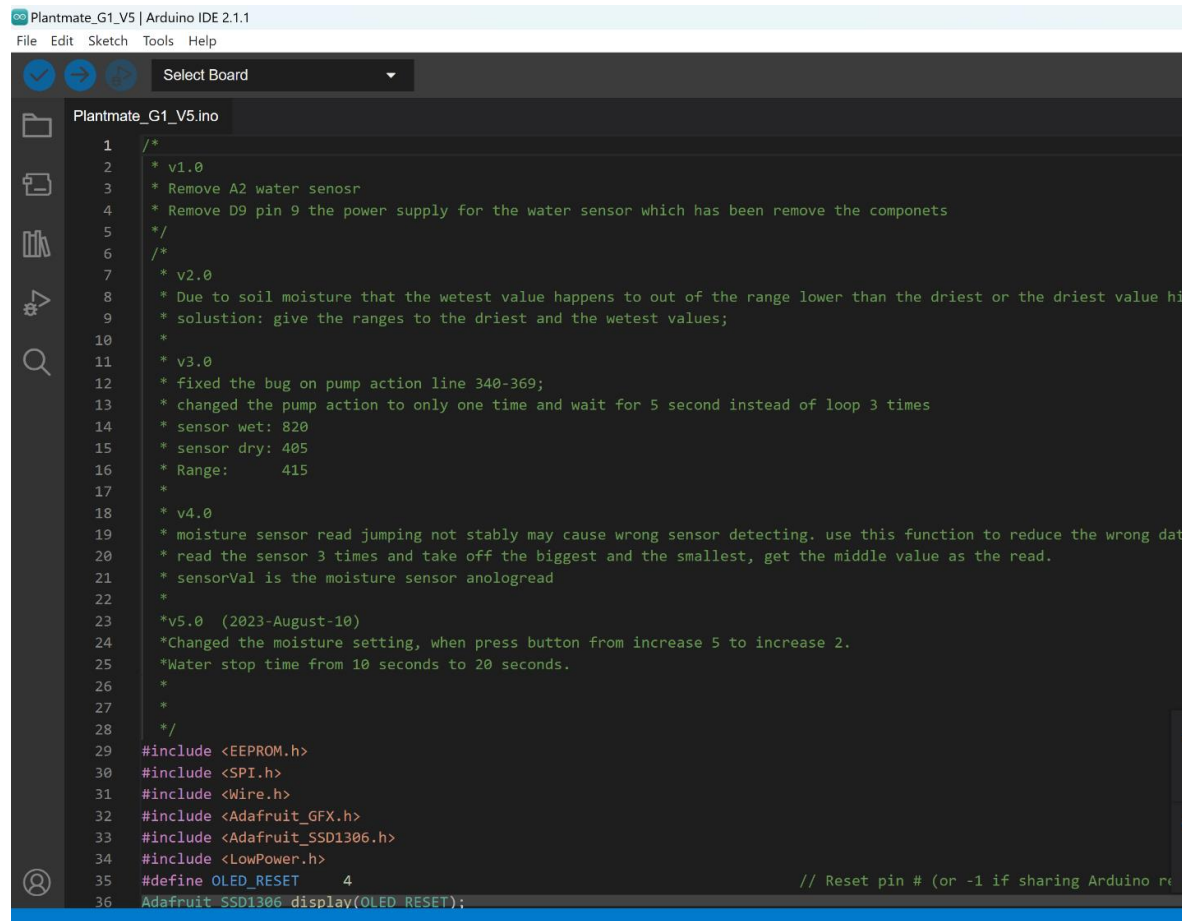 Plantmate_G1_V5 | Arduino IDE 2.1.1
File Edit Sketch Tools Help
Select Board
Plantmate_G1_V5.ino
1 /*
2 * v1.0
3 * Remove A2 water senosr
4 * Remove D9 pin 9 the power supply for the water sensor which has been remove the componets
5 */
6 /*
7 * v2.0
8 * Due to soil moisture that the wetest value happens to out of the range lower than the driest or the driest value hi
9 * solustion: give the ranges to the driest and the wetest values;
10 *
11 * v3.0
12 * fixed the bug on pump action line 340-369;
13 * changed the pump action to only one time and wait for 5 second instead of loop 3 times
14 * sensor wet: 820
15 * sensor dry: 405
16 * Range: 415
17 *
18 * v4.0
19 * moisture sensor read jumping not stably may cause wrong sensor detecting. use this function to reduce the wrong dat
20 * read the sensor 3 times and take off the biggest and the smallest, get the middle value as the read.
21 * sensorVal is the moisture sensor anologread
22 *
23 *v5.0 (2023-August-10)
24 *Changed the moisture setting, when press button from increase 5 to increase 2.
25 *Water stop time from 10 seconds to 20 seconds.
26 *
27 *
28 */
29 #include <EEPROM.h>
30 #include <SPI.h>
31 #include <Wire.h>
32 #include <Adafruit_GFX.h>
33 #include <Adafruit_SSD1306.h>
34 #include <LowPower.h>
35 #define OLED_RESET 4 // Reset pin # (or -1 if sharing Arduino re
36 Adafruit_SSD1306 display(OLED_RESET);